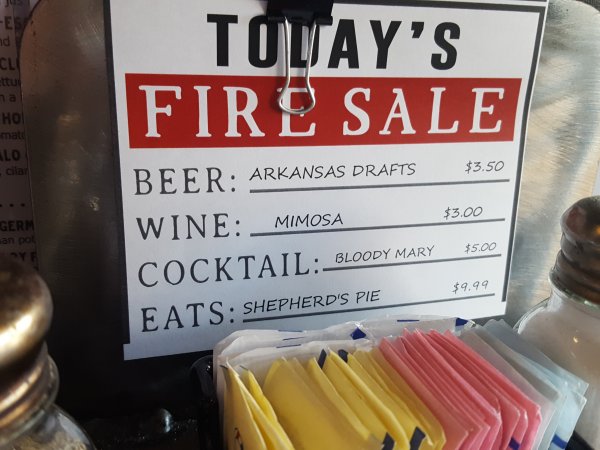 TODAY'S
FIRE SALE
BEER: ARKANSAS DRAFTS $3.50
WINE: MIMOSA $3.00
COCKTAIL: BLOODY MARY $5.00
EATS: SHEPHERD'S PIE $9.99